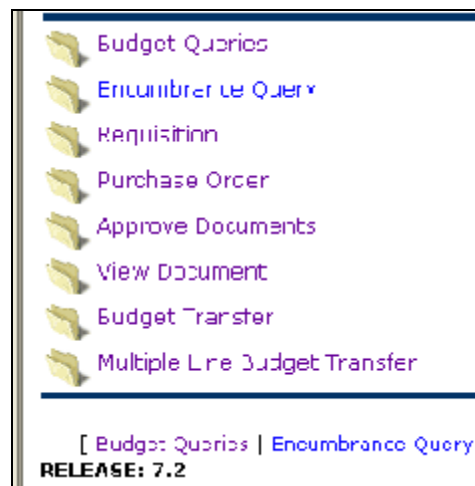 Budget Queries
Encumbrance Query
Requisition
Purchase Order
Approve Documents
View Document
Budget Transfer
Multiple Line Budget Transfer
[ Budget Queries | Encumbrance Query
RELEASE: 7.2